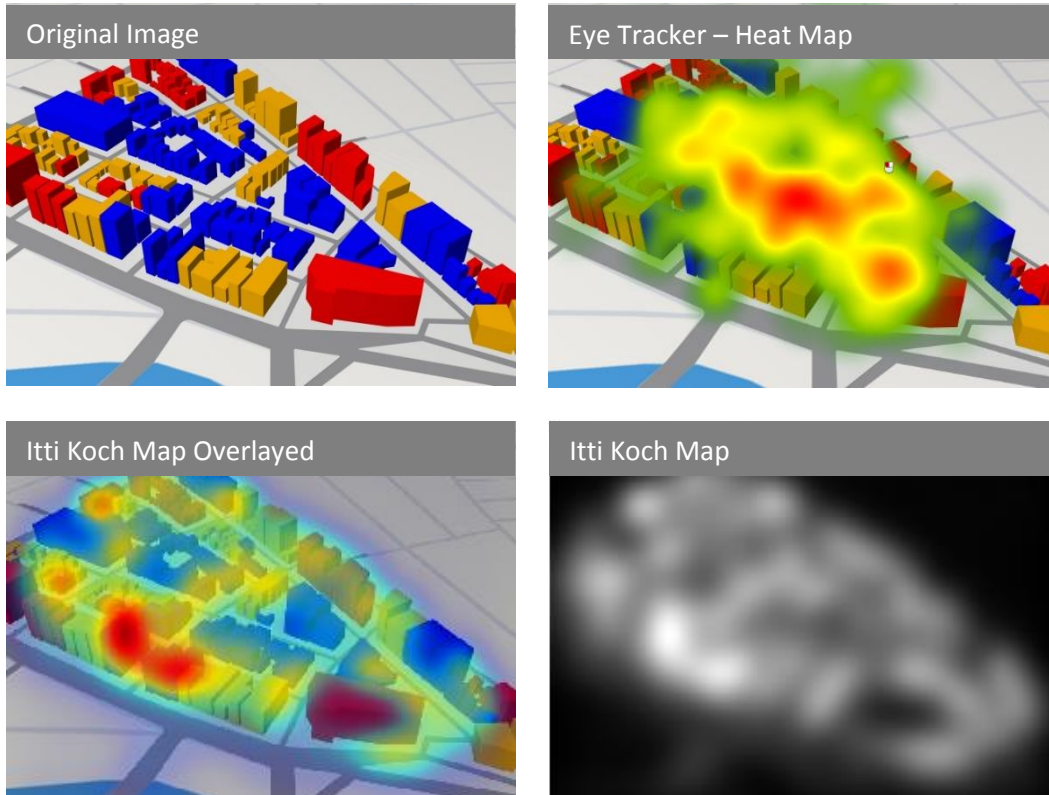 Original Image
Eye Tracker – Heat Map
Itti Koch Map Overlayed
Itti Koch Map